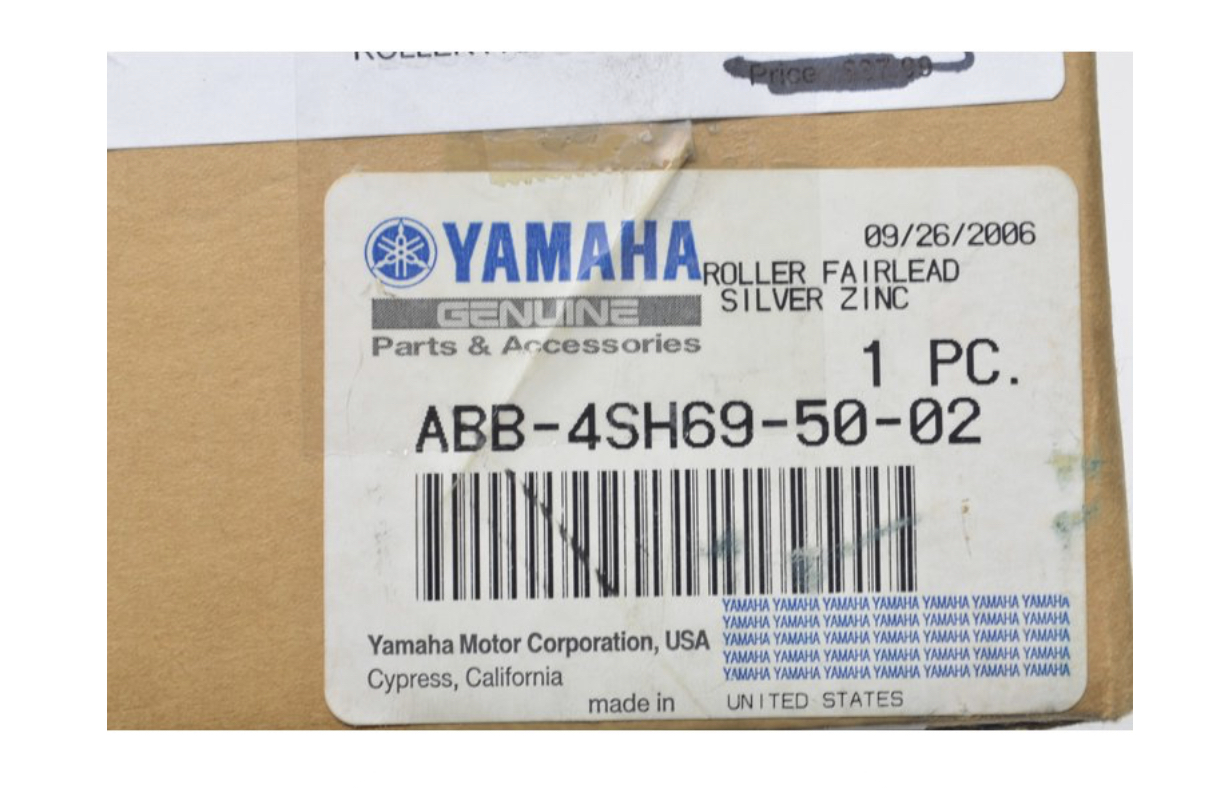 Price
YAMAHA
GENUINE
Parts & Accessories
09/26/2006
ROLLER FAIRLEAD
SILVER ZINC
1 PC.
ABB-4SH69-50-02
Yamaha Motor Corporation, USA
Cypress, California
YAMAHA YAMAHA YAMAHA YAMAHA YAMAHA YAMAHA YAMAHA
YAMAHA YAMAHA YAMAHA YAMAHA YAMAHA YAMAHA YAMAHA
YAMAHA YAMAHA YAMAHA YAMAHA YAMAHA YAMAHA YAMAHA
YAMAHA YAMAHA YAMAHA YAMAHA YAMAHA YAMAHA YAMAHA
YAMAHA YAMAHA YAMAHA YAMAHA YAMAHA YAMAHA YAMAHA
made in UNITED STATES